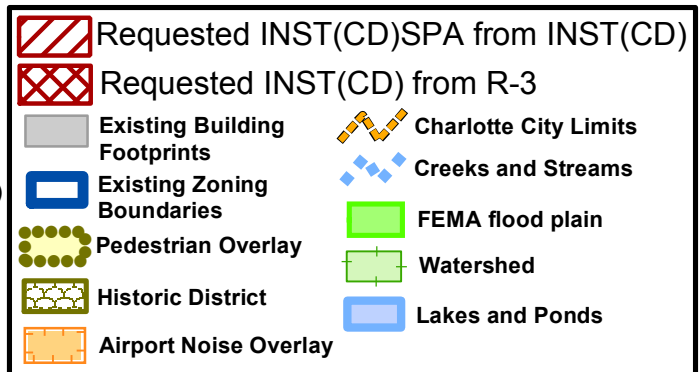 Requested INST(CD)SPA from INST(CD)
Requested INST(CD) from R-3
Existing Building
Footprints
Existing Zoning
Boundaries
Pedestrian Overlay
Historic District
Airport Noise Overlay
Charlotte City Limits
Creeks and Streams
FEMA flood plain
Watershed
Lakes and Ponds